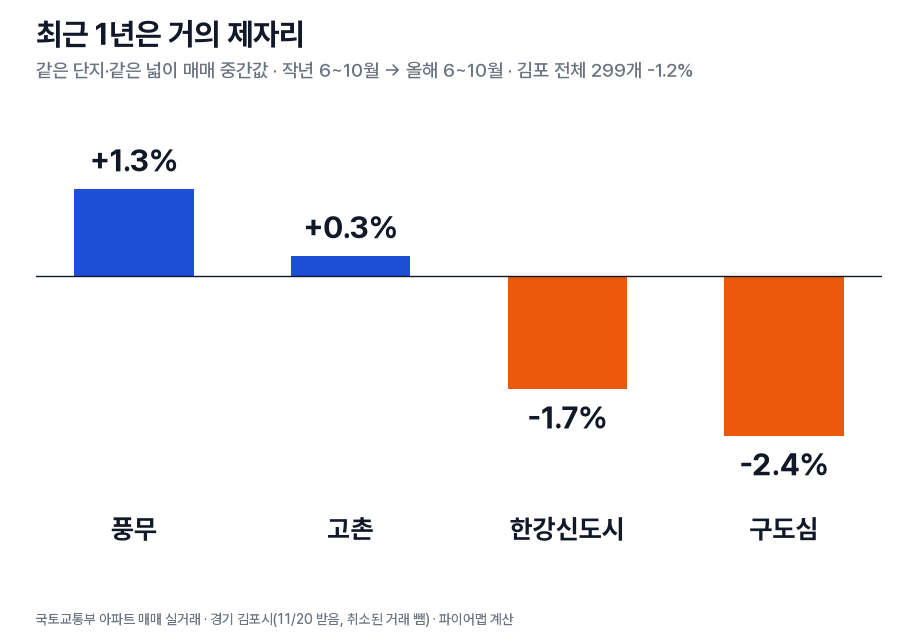 최근 1년은 거의 제자리
같은 단지·같은 넓이 매매 중간값 · 작년 6~10월 → 올해 6~10월 · 김포 전체 299개 -1.2%
+1.3%
+0.3%
-1.7%
-2.4%
풍무 고촌 한강신도시 구도심
국토교통부 아파트 매매 실거래 · 경기 김포시(11/20 받음, 취소된 거래 뺌) · 파이어맵 계산